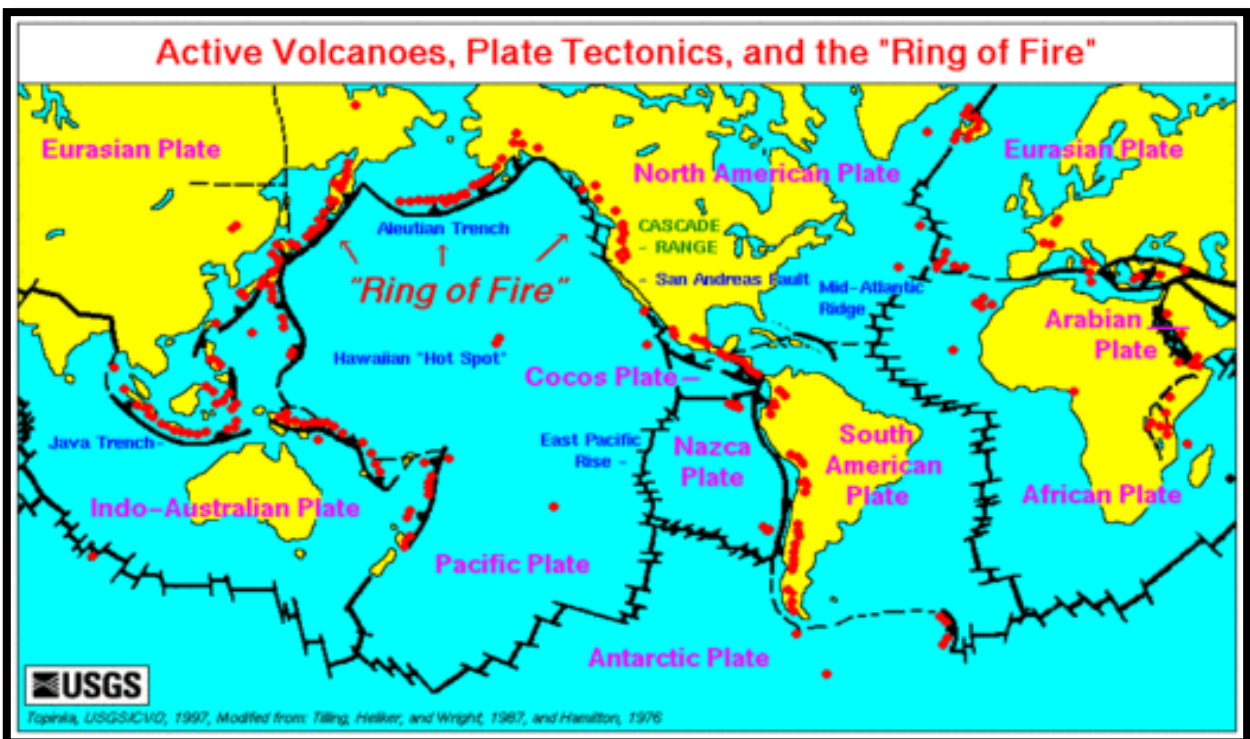 Active Volcanoes, Plate Tectonics, and the "Ring of Fire"
Eurasian Plate
North American Plate
Eurasian Plate
Aleutian Trench
CASCADE
- RANGE
"Ring of Fire"
- San Andreas Fault
Mid-Atlantic
Ridge
Arabian
Plate
Hawaiian "Hot Spot"
Cocos Plate
Java Trench
East Pacific
Rise -
Nazca
Plate
South
American
Plate
Indo-Australian Plate
African Plate
Pacific Plate
Antarctic Plate
USGS
Topinka, USGS/CVO, 1997, Modified from: Tilling, Heliker, and Wright, 1987, and Hamilton, 1976